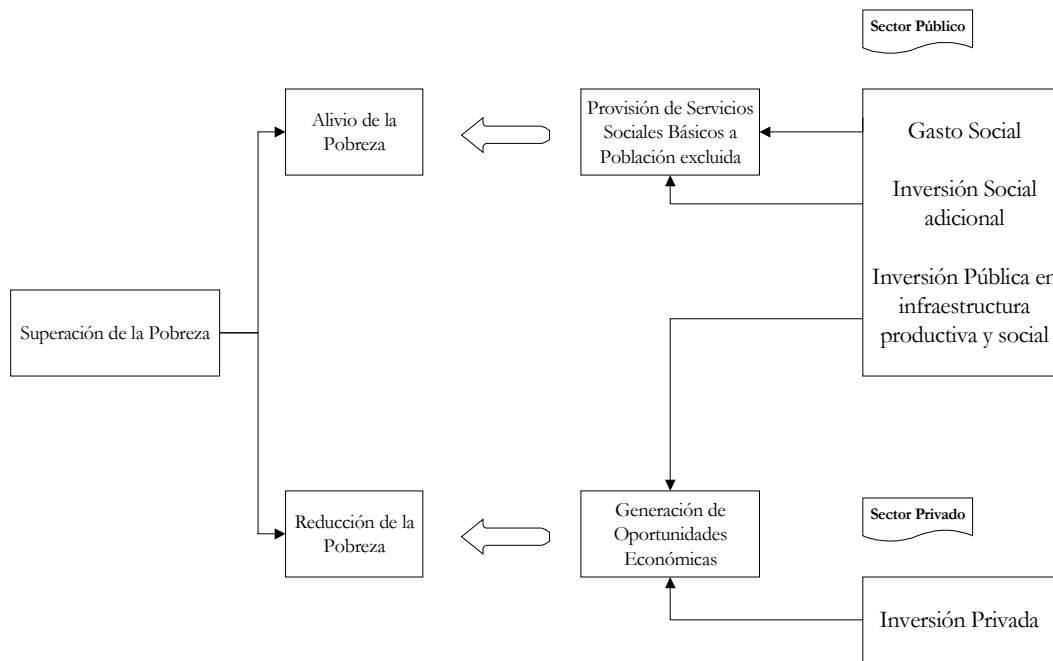 Sector Público
Alivio de la
Pobreza
Provisión de Servicios
Sociales Básicos a
Población excluida
Gasto Social
Inversión Social
adicional
Inversión Pública en
infraestructura
productiva y social
Superación de la Pobreza
Reducción de la
Pobreza
Generación de
Oportunidades
Económicas
Sector Privado
Inversión Privada